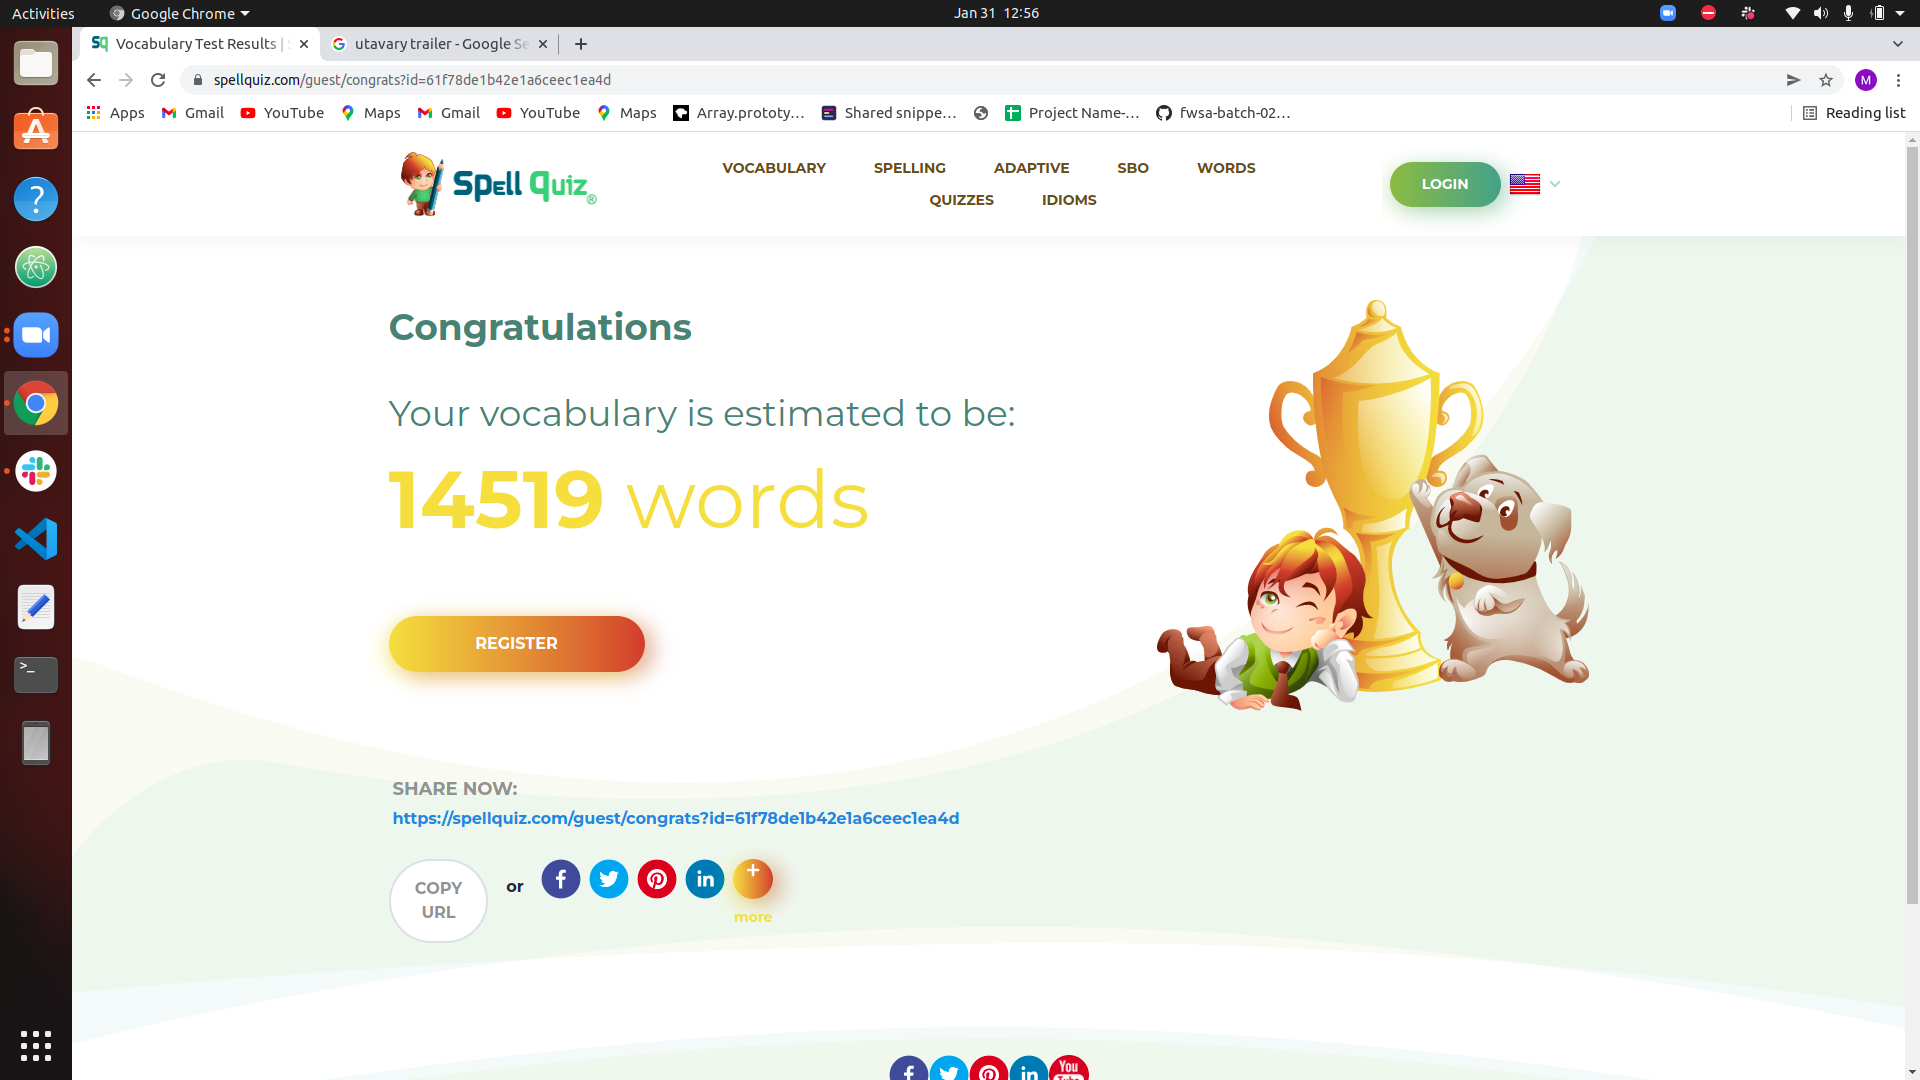 Activities
Google Chrome
Jan 31 12:56
Vocabulary Test Results |
utavary trailer - Google Se
spellquiz.com/guest/congrats?id=61f78de1b42e1a6ceec1ea4d
M
Apps
Gmail
YouTube
Maps
Gmail
YouTube
Maps
Array.prototy...
Shared snippe...
Project Name-...
fwsa-batch-02...
Reading list
Spell Quiz®
VOCABULARY
SPELLING
ADAPTIVE
SBO
WORDS
QUIZZES
IDIOMS
LOGIN
Congratulations
Your vocabulary is estimated to be:
14519 words
REGISTER
SHARE NOW:
https://spellquiz.com/guest/congrats?id=61f78de1b42e1a6ceec1ea4d
COPY
URL
or
more
You